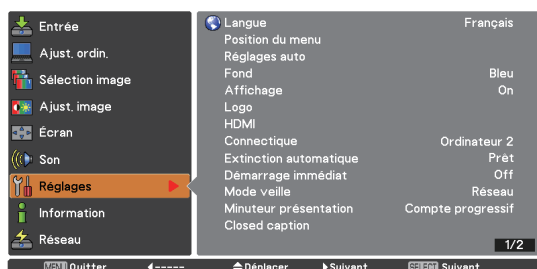 Entrée
Ajust. ordin.
Sélection image
Ajust. image
Écran
Son
Réglages
Information
Réseau
Langue Français
Position du menu
Réglages auto
Fond Bleu
Affichage On
Logo
HDMI
Connectique Ordinateur 2
Extinction automatique Prêt
Démarrage immédiat Off
Mode veille Réseau
Minuteur présentation Compte progressif
Closed caption
1/2
MENU Quitter ◀----- Déplacer ▶Suivant SELECT Suivant